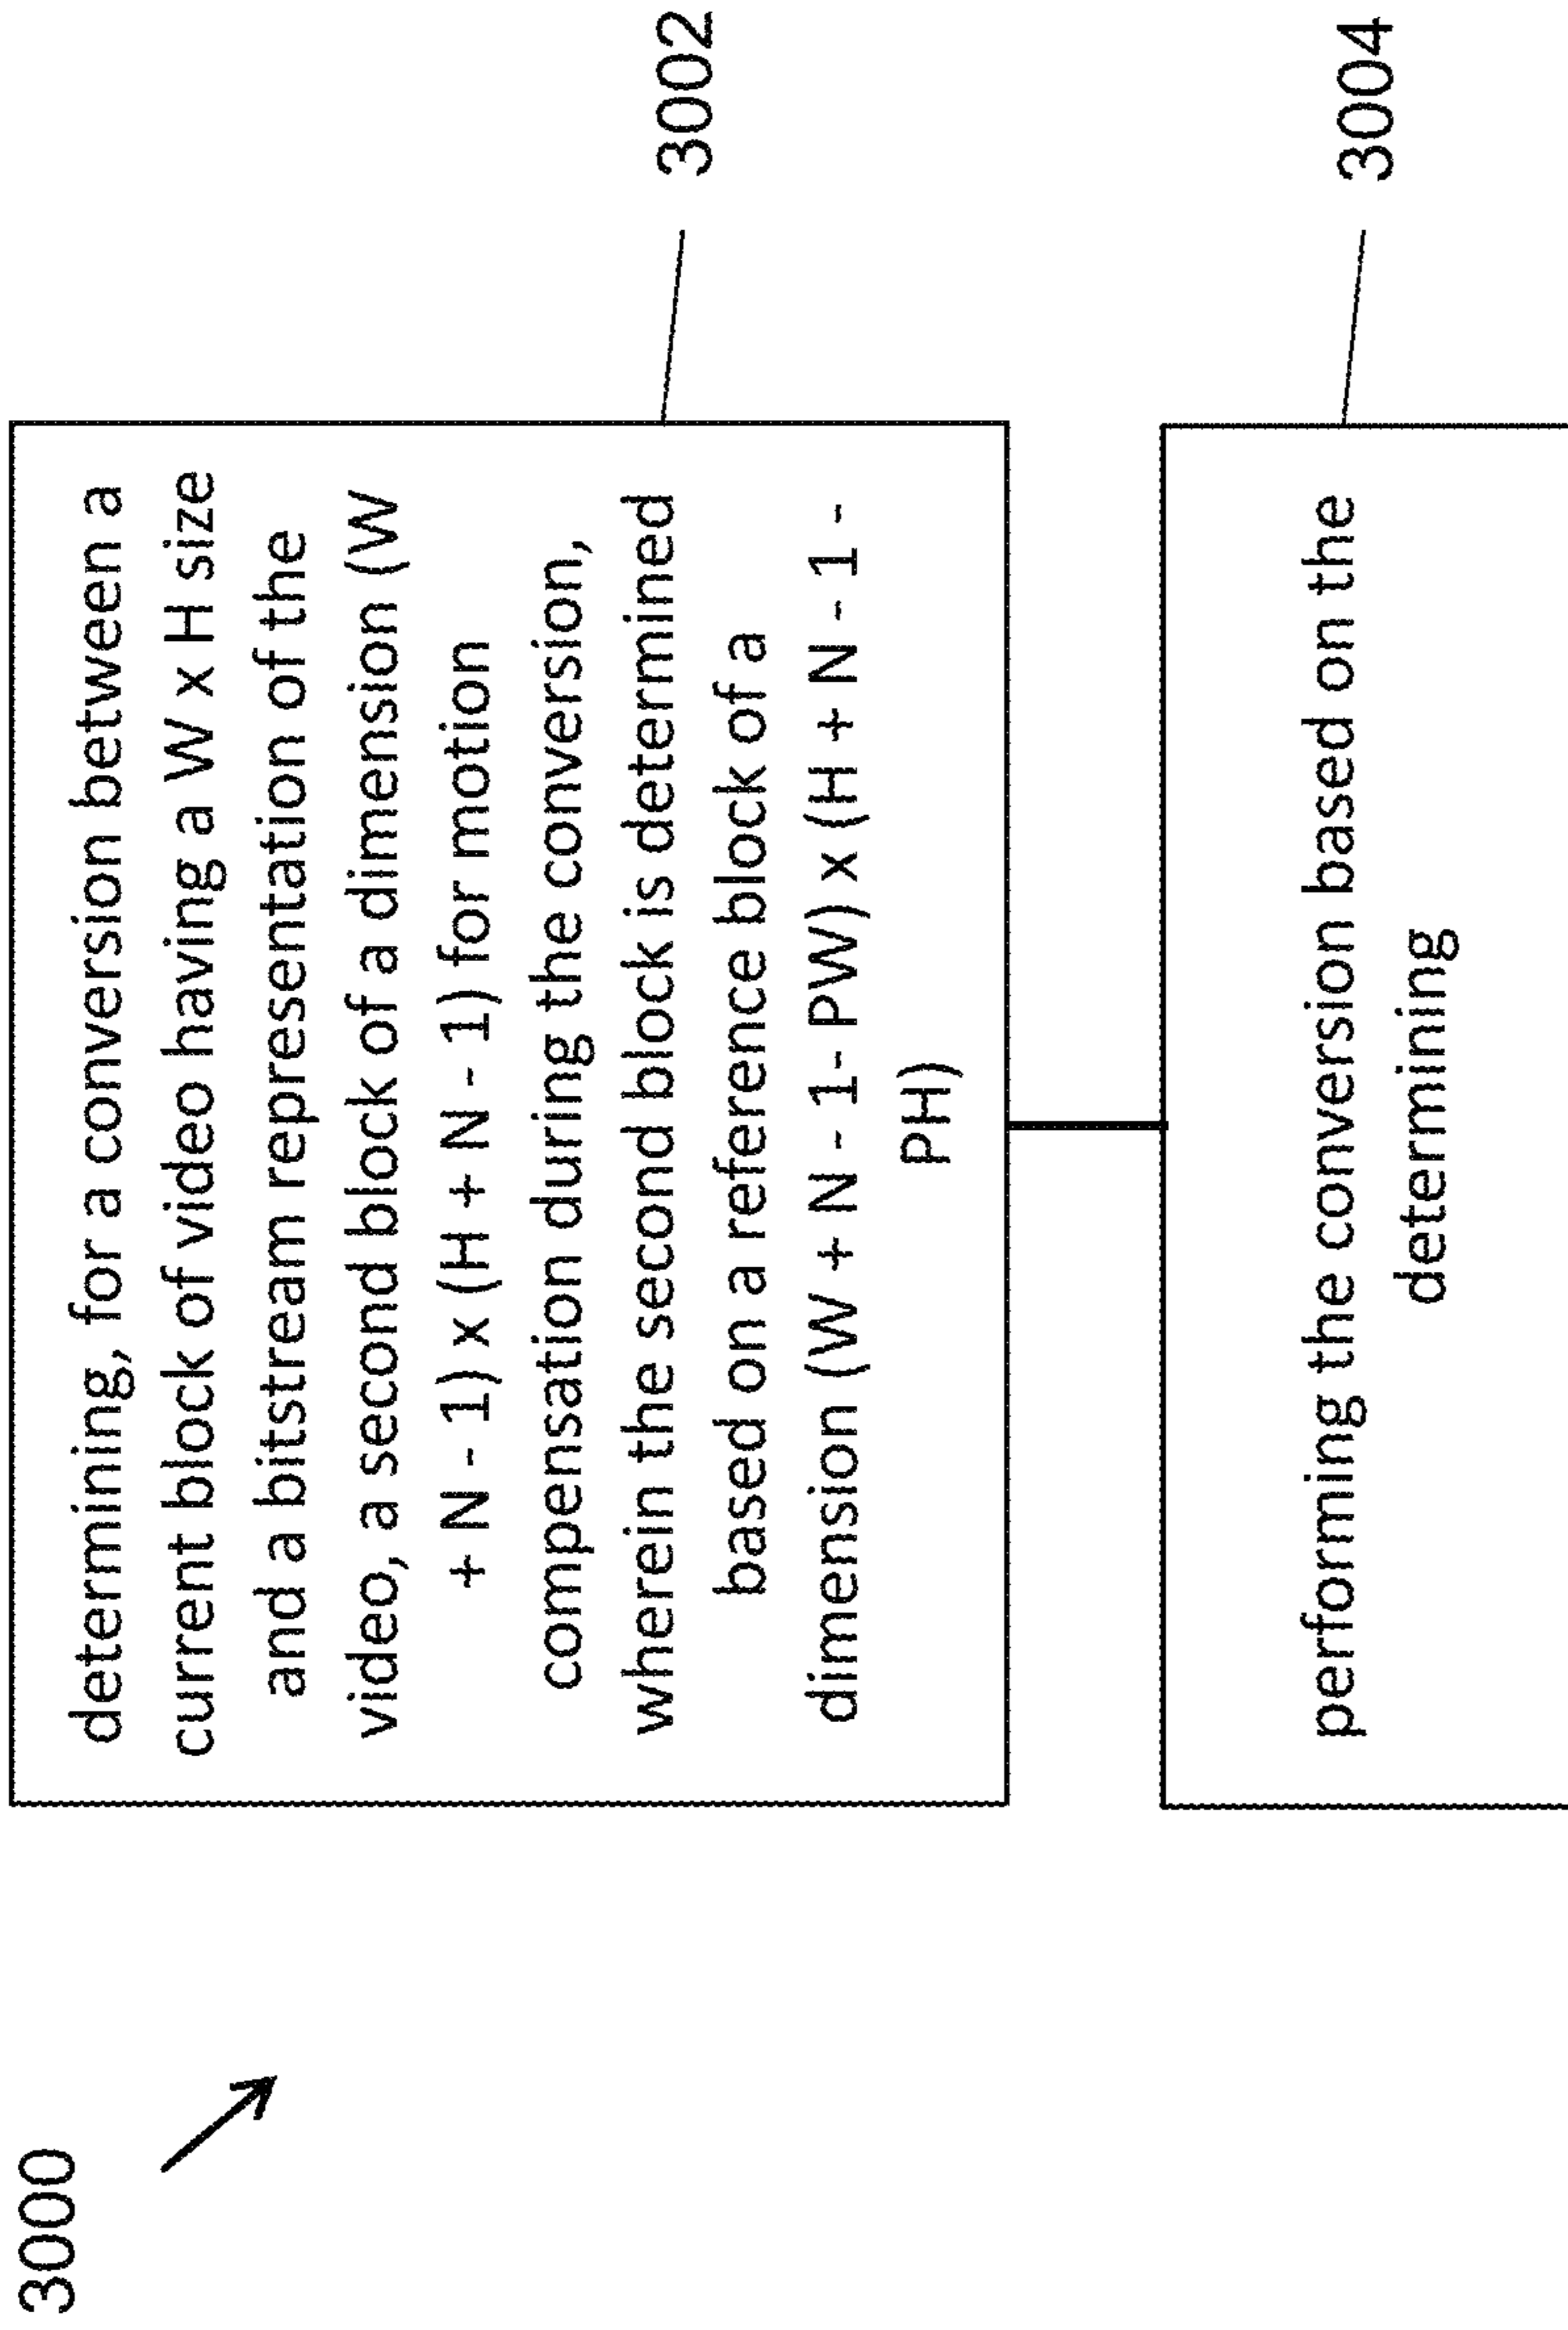 3000
determining, for a conversion between a
current block of video having a W x H size
and a bitstream representation of the
video, a second block of a dimension (W
+ N - 1) x (H + N - 1) for motion
compensation during the conversion,
wherein the second block is determined
based on a reference block of a
dimension (W + N - 1- PW) x (H + N - 1 -
PH)
3002
performing the conversion based on the
determining
3004